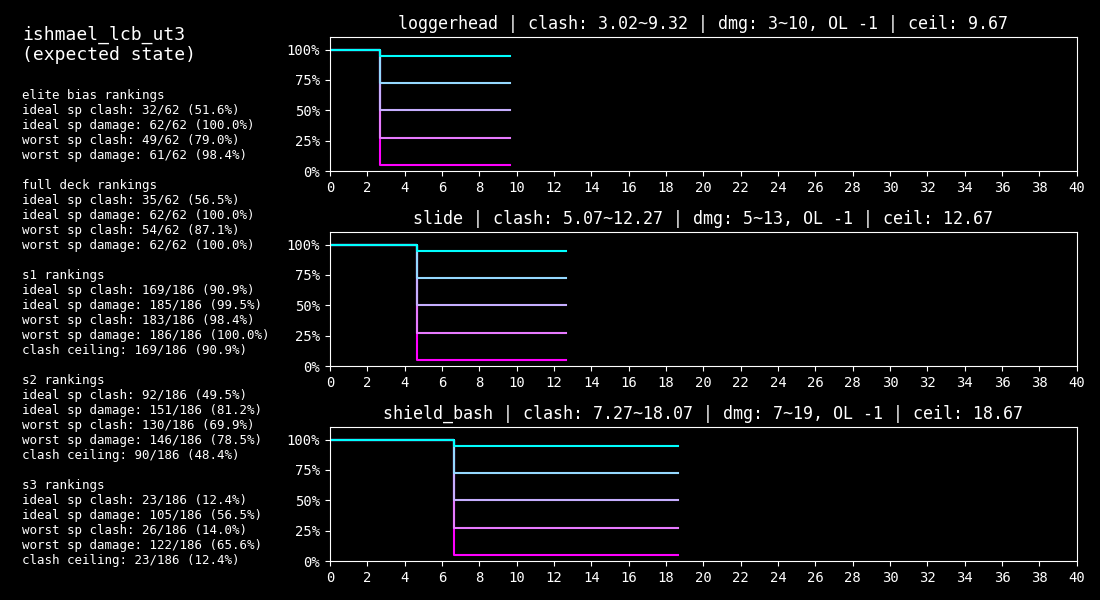 ishmael_lcb_ut3
(expected state)
elite bias rankings
ideal sp clash: 32/62 (51.6%)
ideal sp damage: 62/62 (100.0%)
worst sp clash: 49/62 (79.0%)
worst sp damage: 61/62 (98.4%)
full deck rankings
ideal sp clash: 35/62 (56.5%)
ideal sp damage: 62/62 (100.0%)
worst sp clash: 54/62 (87.1%)
worst sp damage: 62/62 (100.0%)
s1 rankings
ideal sp clash: 169/186 (90.9%)
ideal sp damage: 185/186 (99.5%)
worst sp clash: 183/186 (98.4%)
worst sp damage: 186/186 (100.0%)
clash ceiling: 169/186 (90.9%)
s2 rankings
ideal sp clash: 92/186 (49.5%)
ideal sp damage: 151/186 (81.2%)
worst sp clash: 130/186 (69.9%)
worst sp damage: 146/186 (78.5%)
clash ceiling: 90/186 (48.4%)
s3 rankings
ideal sp clash: 23/186 (12.4%)
ideal sp damage: 105/186 (56.5%)
worst sp clash: 26/186 (14.0%)
worst sp damage: 122/186 (65.6%)
clash ceiling: 23/186 (12.4%)
loggerhead | clash: 3.02~9.32 | dmg: 3~10, OL -1 | ceil: 9.67
100%
75%
50%
25%
0%
0 2 4 6 8 10 12 14 16 18 20 22 24 26 28 30 32 34 36 38 40
slide | clash: 5.07~12.27 | dmg: 5~13, OL -1 | ceil: 12.67
100%
75%
50%
25%
0%
0 2 4 6 8 10 12 14 16 18 20 22 24 26 28 30 32 34 36 38 40
shield_bash | clash: 7.27~18.07 | dmg: 7~19, OL -1 | ceil: 18.67
100%
75%
50%
25%
0%
0 2 4 6 8 10 12 14 16 18 20 22 24 26 28 30 32 34 36 38 40